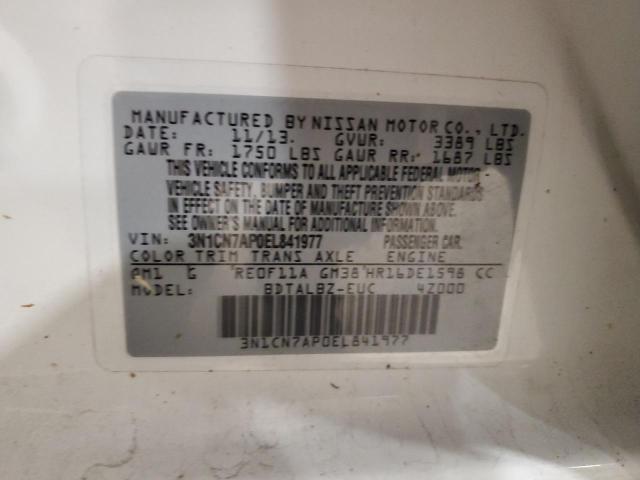 MANUFACTURED BY NISSAN MOTOR CO., LTD.
DATE: 11/13. GVWR: 3389 LBS
GAWR FR: 1750 LBS GAWR RR: 1687 LBS
THIS VEHICLE CONFORMS TO ALL APPLICABLE FEDERAL MOTOR
VEHICLE SAFETY, BUMPER AND THEFT PREVENTION STANDARDS
IN EFFECT ON THE DATE OF MANUFACTURE SHOWN ABOVE.
SEE OWNER'S MANUAL FOR ADDITIONAL INFORMATION.
VIN: 3N1CN7AP0EL841977 PASSENGER CAR
COLOR TRIM TRANS AXLE ENGINE
QM1 G RE0F11A GM38 HR16DE1598 CC
MODEL: BDTALBZ-EUC 4Z000
3N1CN7AP0EL841977